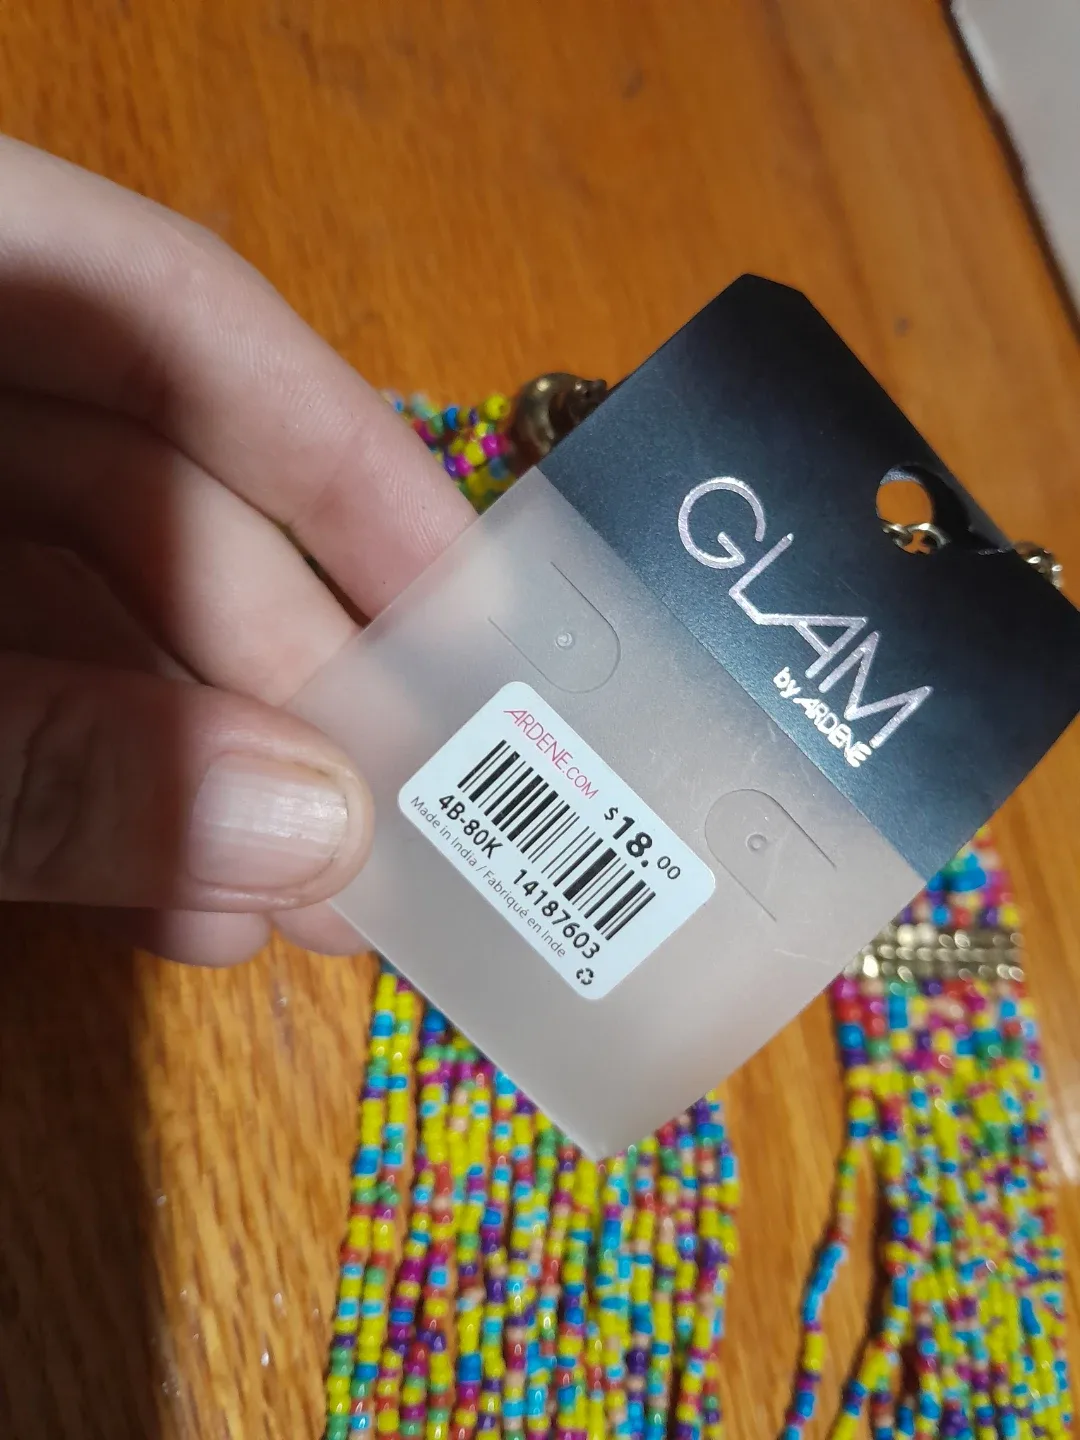 GLAM
by ARDENE
ARDENE.COM
$18.00
4B-80K 14187603
Made in India / Fabriqué en Inde